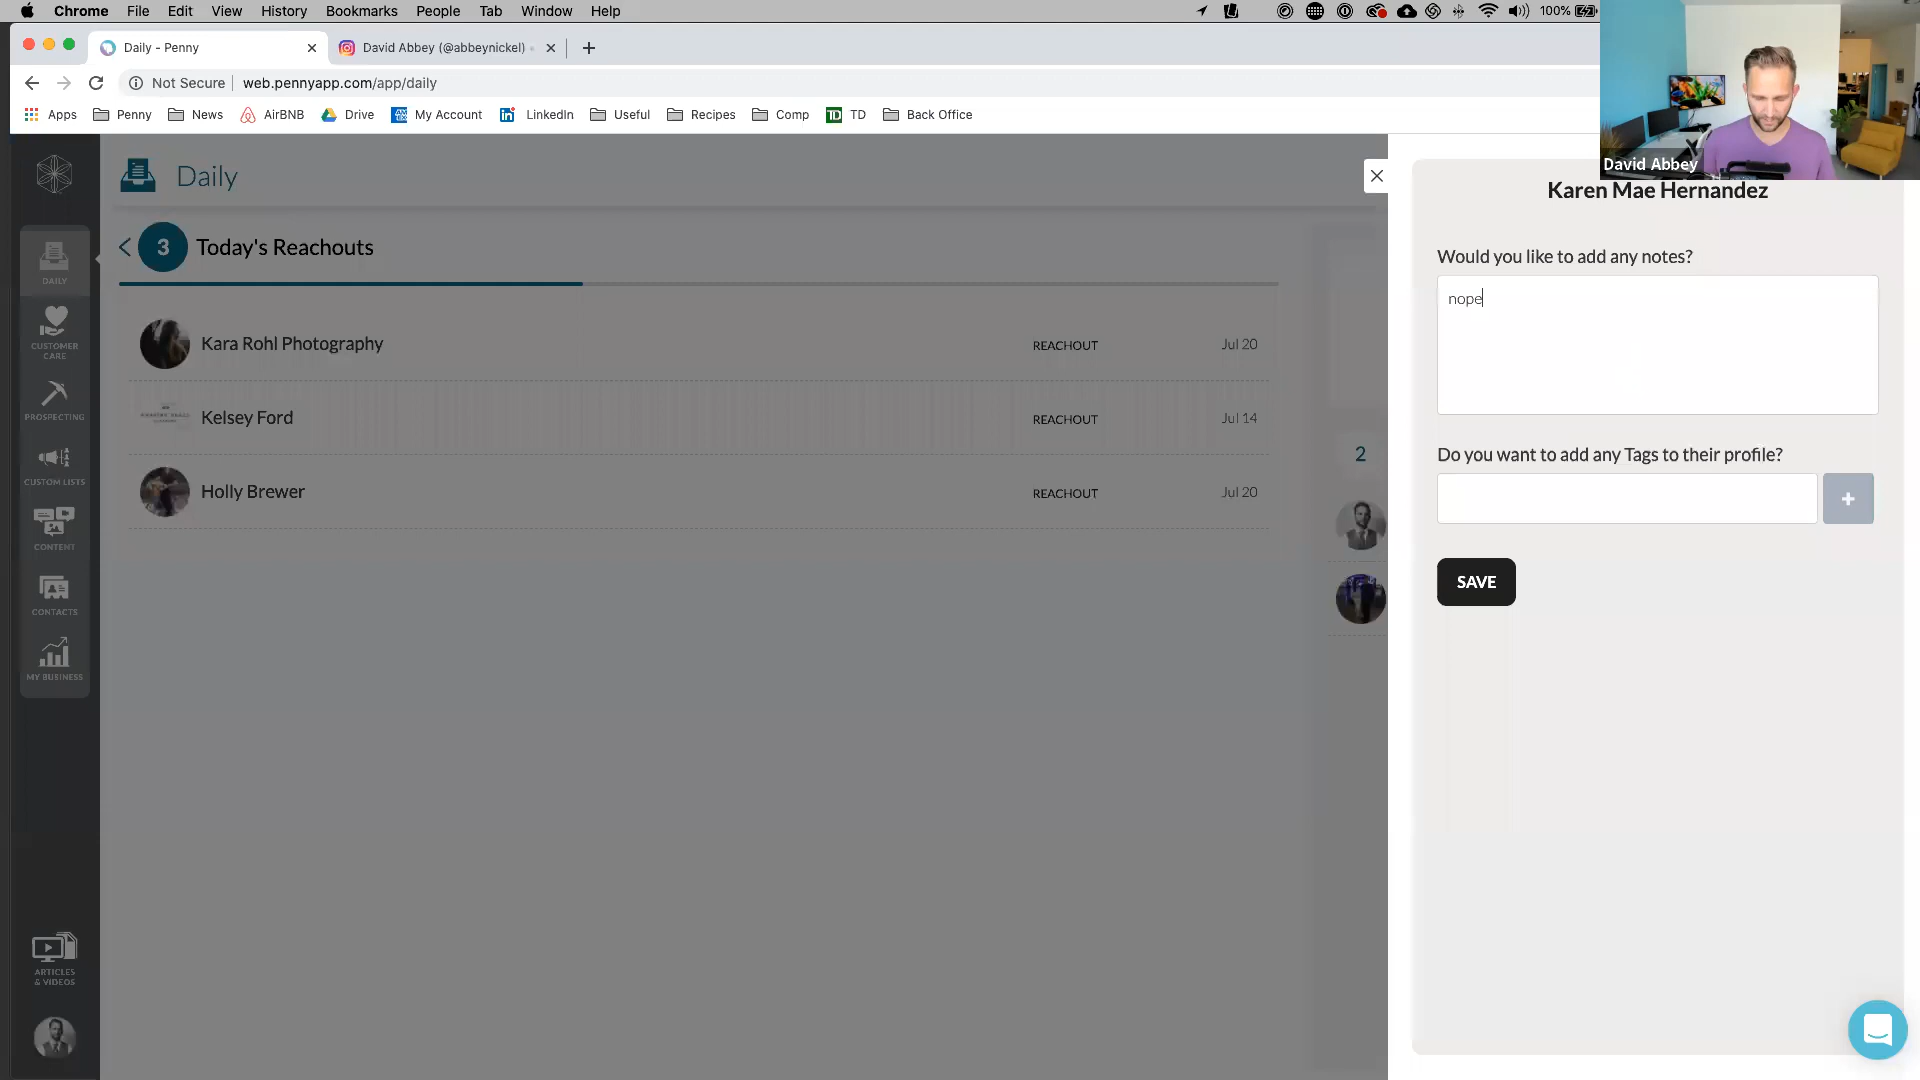 Chrome File Edit View History Bookmarks People Tab Window Help 100%
Daily - Penny
David Abbey (@abbeynickel)
Not Secure web.pennyapp.com/app/daily
Apps Penny News AirBNB Drive My Account LinkedIn Useful Recipes Comp TD Back Office
David Abbey
Daily
Karen Mae Hernandez
3 Today's Reachouts
Would you like to add any notes?
nope
Kara Rohl Photography REACHOUT Jul 20
Kelsey Ford REACHOUT Jul 14
Holly Brewer REACHOUT Jul 20
2
Do you want to add any Tags to their profile?
+
SAVE
DAILY
CUSTOMER
CARE
PROSPECTING
CUSTOM LISTS
CONTENT
CONTACTS
MY BUSINESS
ARTICLES
& VIDEOS